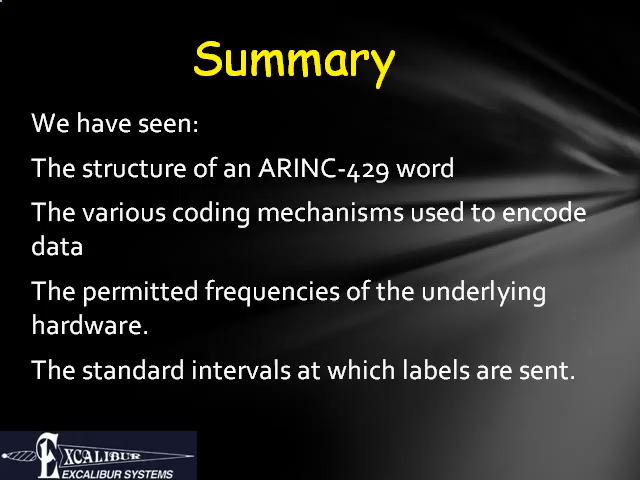 Summary
We have seen:
The structure of an ARINC-429 word
The various coding mechanisms used to encode
data
The permitted frequencies of the underlying
hardware.
The standard intervals at which labels are sent.
EXCALIBUR
EXCALIBUR SYSTEMS